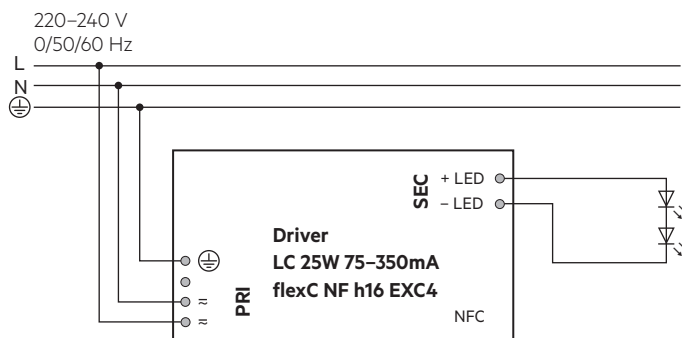 220–240 V
0/50/60 Hz
L
N
+ LED
– LED
SEC
Driver
LC 25W 75–350mA
flexC NF h16 EXC4
PRI
≂
≂
NFC